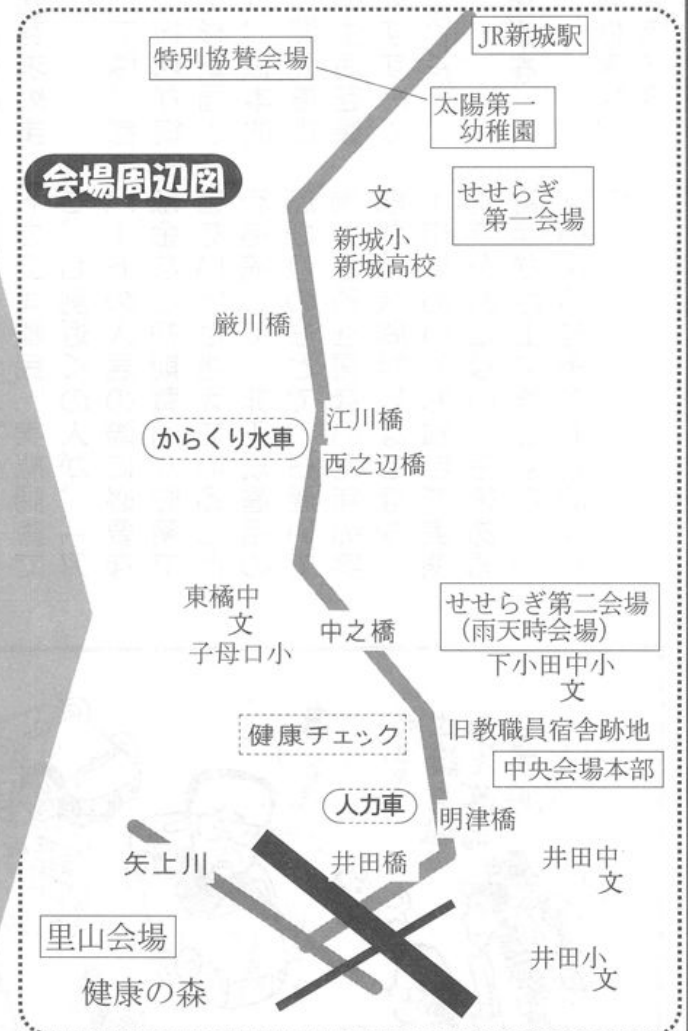 JR新城駅
特別協賛会場
太陽第一
幼稚園
会場周辺図
せせらぎ
第一会場
文
新城小
新城高校
厳川橋
江川橋
からくり水車
西之辺橋
東橘中
文
子母口小
中之橋
せせらぎ第二会場
(雨天時会場)
下小田中小
文
旧教職員宿舎跡地
健康チェック
中央会場本部
人力車
明津橋
矢上川
井田橋
井田中
文
里山会場
健康の森
井田小
文